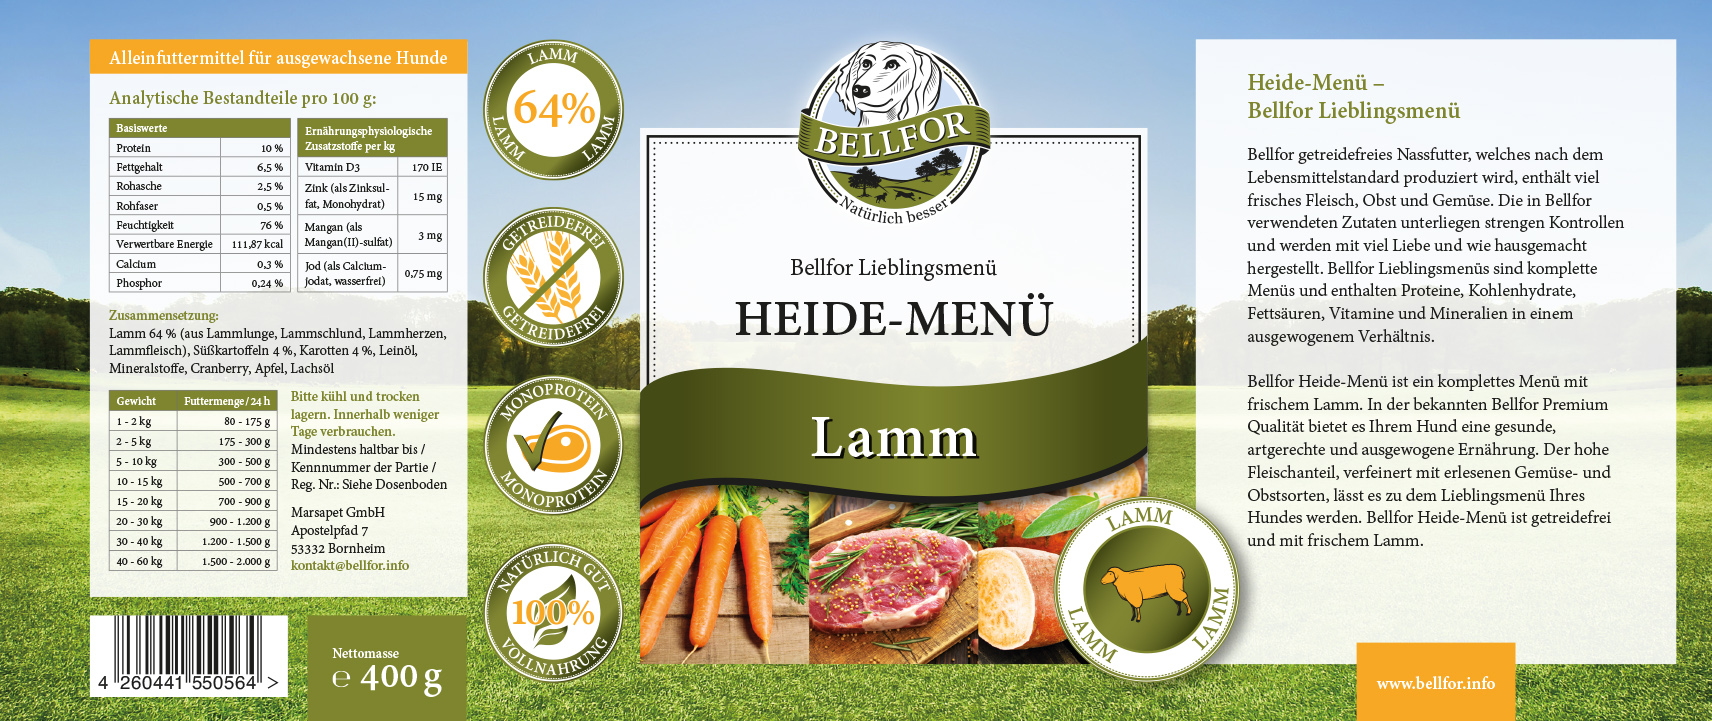 Alleinfuttermittel für ausgewachsene Hunde
Analytische Bestandteile pro 100 g:
Basiswerte
Protein 10 %
Fettgehalt 6,5 %
Rohasche 2,5 %
Rohfaser 0,5 %
Feuchtigkeit 76 %
Verwertbare Energie 111,87 kcal
Calcium 0,3 %
Phosphor 0,24 %
Ernährungsphysiologische
Zusatzstoffe per kg
Vitamin D3 170 IE
Zink (als Zinksul-
fat, Monohydrat) 15 mg
Mangan (als
Mangan(II)-sulfat) 3 mg
Jod (als Calcium-
Jodat, wasserfrei) 0,75 mg
Zusammensetzung:
Lamm 64 % (aus Lammlunge, Lammschlund, Lammherzen,
Lammfleisch), Süßkartoffeln 4 %, Karotten 4 %, Leinöl,
Mineralstoffe, Cranberry, Apfel, Lachsöl
Gewicht Futtermenge/24 h
1 - 2 kg 80 - 175 g
2 - 5 kg 175 - 300 g
5 - 10 kg 300 - 500 g
10 - 15 kg 500 - 700 g
15 - 20 kg 700 - 900 g
20 - 30 kg 900 - 1.200 g
30 - 40 kg 1.200 - 1.500 g
40 - 60 kg 1.500 - 2.000 g
Bitte kühl und trocken
lagern. Innerhalb weniger
Tage verbrauchen.
Mindestens haltbar bis /
Kennnummer der Partie /
Reg. Nr.: Siehe Dosenboden
Marsapet GmbH
Apostelpfad 7
53332 Bornheim
kontakt@bellfor.info
4 260441 550564 >
Nettomasse
℮ 400 g
LAMM
64%
LAMM
LAMM
GETREIDEFREI
GETREIDEFREI
MONOPROTEIN
MONOPROTEIN
NATÜRLICH GUT
100%
VOLLNAHRUNG
BELLFOR
Natürlich besser
Bellfor Lieblingsmenü
HEIDE-MENÜ
Lamm
LAMM
LAMM
LAMM
Heide-Menü –
Bellfor Lieblingsmenü
Bellfor getreidefreies Nassfutter, welches nach dem
Lebensmittelstandard produziert wird, enthält viel
frisches Fleisch, Obst und Gemüse. Die in Bellfor
verwendeten Zutaten unterliegen strengen Kontrollen
und werden mit viel Liebe und wie hausgemacht
hergestellt. Bellfor Lieblingsmenüs sind komplette
Menüs und enthalten Proteine, Kohlenhydrate,
Fettsäuren, Vitamine und Mineralien in einem
ausgewogenem Verhältnis.
Bellfor Heide-Menü ist ein komplettes Menü mit
frischem Lamm. In der bekannten Bellfor Premium
Qualität bietet es Ihrem Hund eine gesunde,
artgerechte und ausgewogene Ernährung. Der hohe
Fleischanteil, verfeinert mit erlesenen Gemüse- und
Obstsorten, lässt es zu dem Lieblingsmenü Ihres
Hundes werden. Bellfor Heide-Menü ist getreidefrei
und mit frischem Lamm.
www.bellfor.info